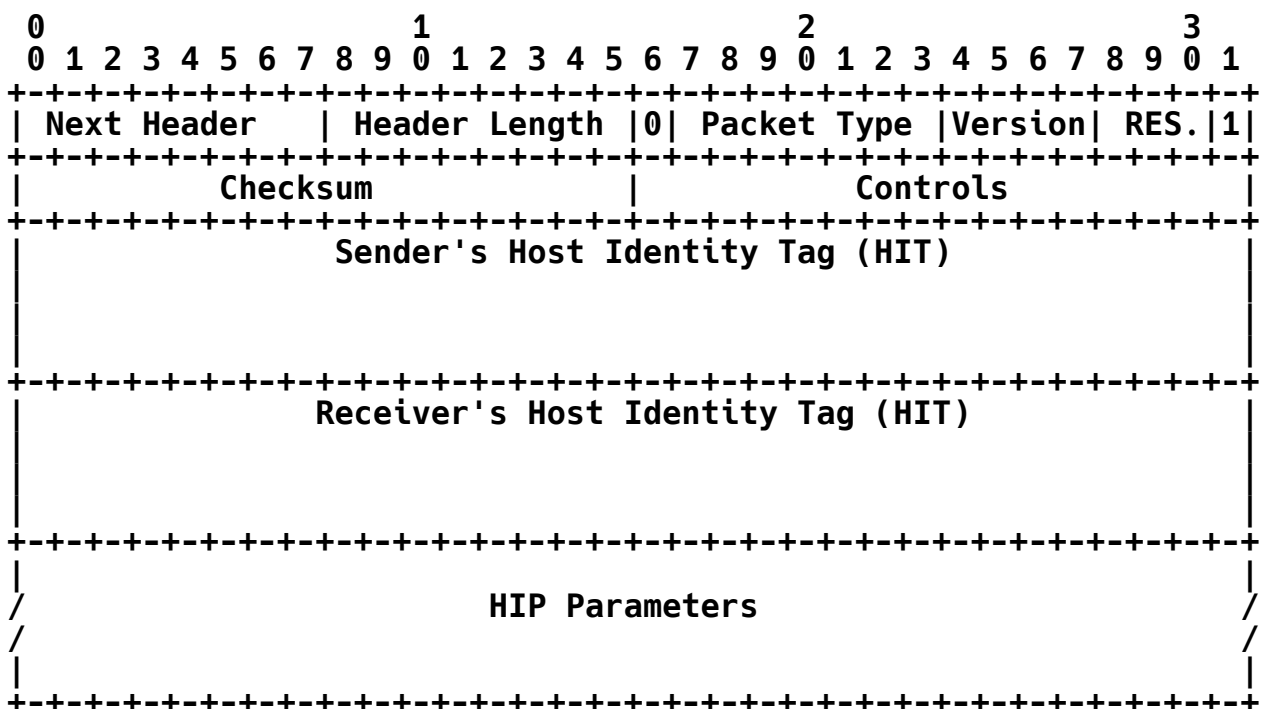 0                   1                   2                   3
 0 1 2 3 4 5 6 7 8 9 0 1 2 3 4 5 6 7 8 9 0 1 2 3 4 5 6 7 8 9 0 1
+-+-+-+-+-+-+-+-+-+-+-+-+-+-+-+-+-+-+-+-+-+-+-+-+-+-+-+-+-+-+-+-+
| Next Header   | Header Length |0| Packet Type |Version| RES.|1|
+-+-+-+-+-+-+-+-+-+-+-+-+-+-+-+-+-+-+-+-+-+-+-+-+-+-+-+-+-+-+-+-+
|          Checksum             |           Controls            |
+-+-+-+-+-+-+-+-+-+-+-+-+-+-+-+-+-+-+-+-+-+-+-+-+-+-+-+-+-+-+-+-+
|                Sender's Host Identity Tag (HIT)               |
|                                                               |
|                                                               |
|                                                               |
+-+-+-+-+-+-+-+-+-+-+-+-+-+-+-+-+-+-+-+-+-+-+-+-+-+-+-+-+-+-+-+-+
|               Receiver's Host Identity Tag (HIT)              |
|                                                               |
|                                                               |
|                                                               |
+-+-+-+-+-+-+-+-+-+-+-+-+-+-+-+-+-+-+-+-+-+-+-+-+-+-+-+-+-+-+-+-+
|                                                               |
/                        HIP Parameters                         /
/                                                               /
|                                                               |
+-+-+-+-+-+-+-+-+-+-+-+-+-+-+-+-+-+-+-+-+-+-+-+-+-+-+-+-+-+-+-+-+